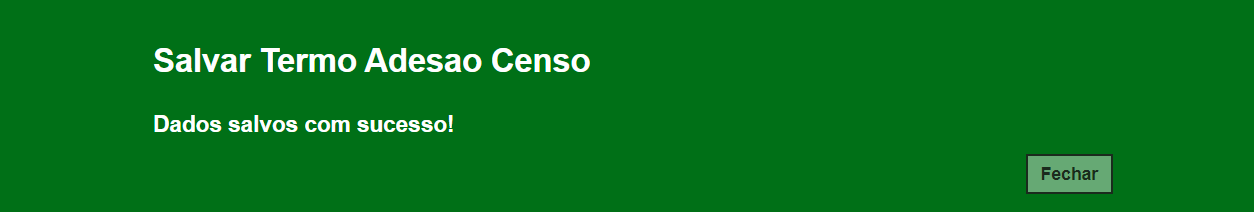 Salvar Termo Adesao Censo
Dados salvos com sucesso!
Fechar